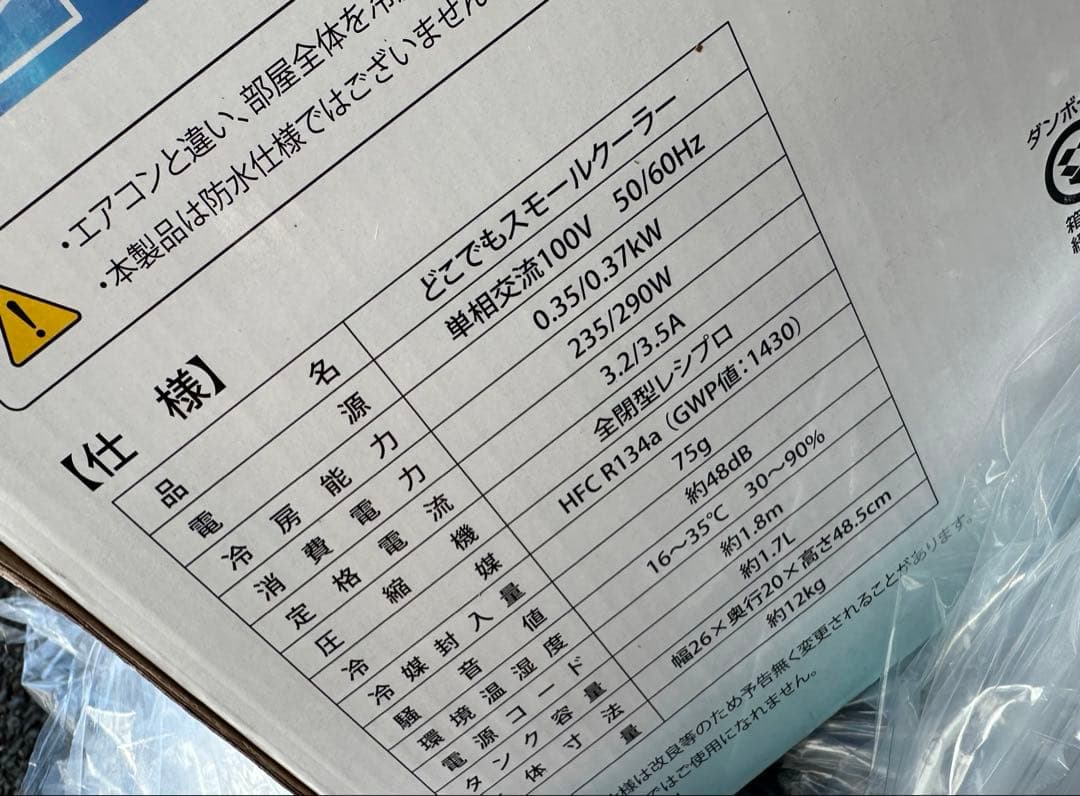 ・エアコンと違い、部屋全体を
・本製品は防水仕様ではございません
【仕 様】
品 名 どこでもスモールクーラー
電 源 単相交流100V 50/60Hz
冷房能力 0.35/0.37kW
消費電力 235/290W
定格電流 3.2/3.5A
圧縮機 全閉型レシプロ
冷媒 HFC R134a（GWP値：1430）
冷媒封入量 75g
騒音値 約48dB
環境温湿度 16～35℃ 30～90%
電源コード 約1.8m
タンク容量 約1.7L
体寸法 幅26×奥行20×高さ48.5cm
量 約12kg
仕様は改良等のため予告無く変更されることがあります。
ではご使用になれません。
ダンボー
箱